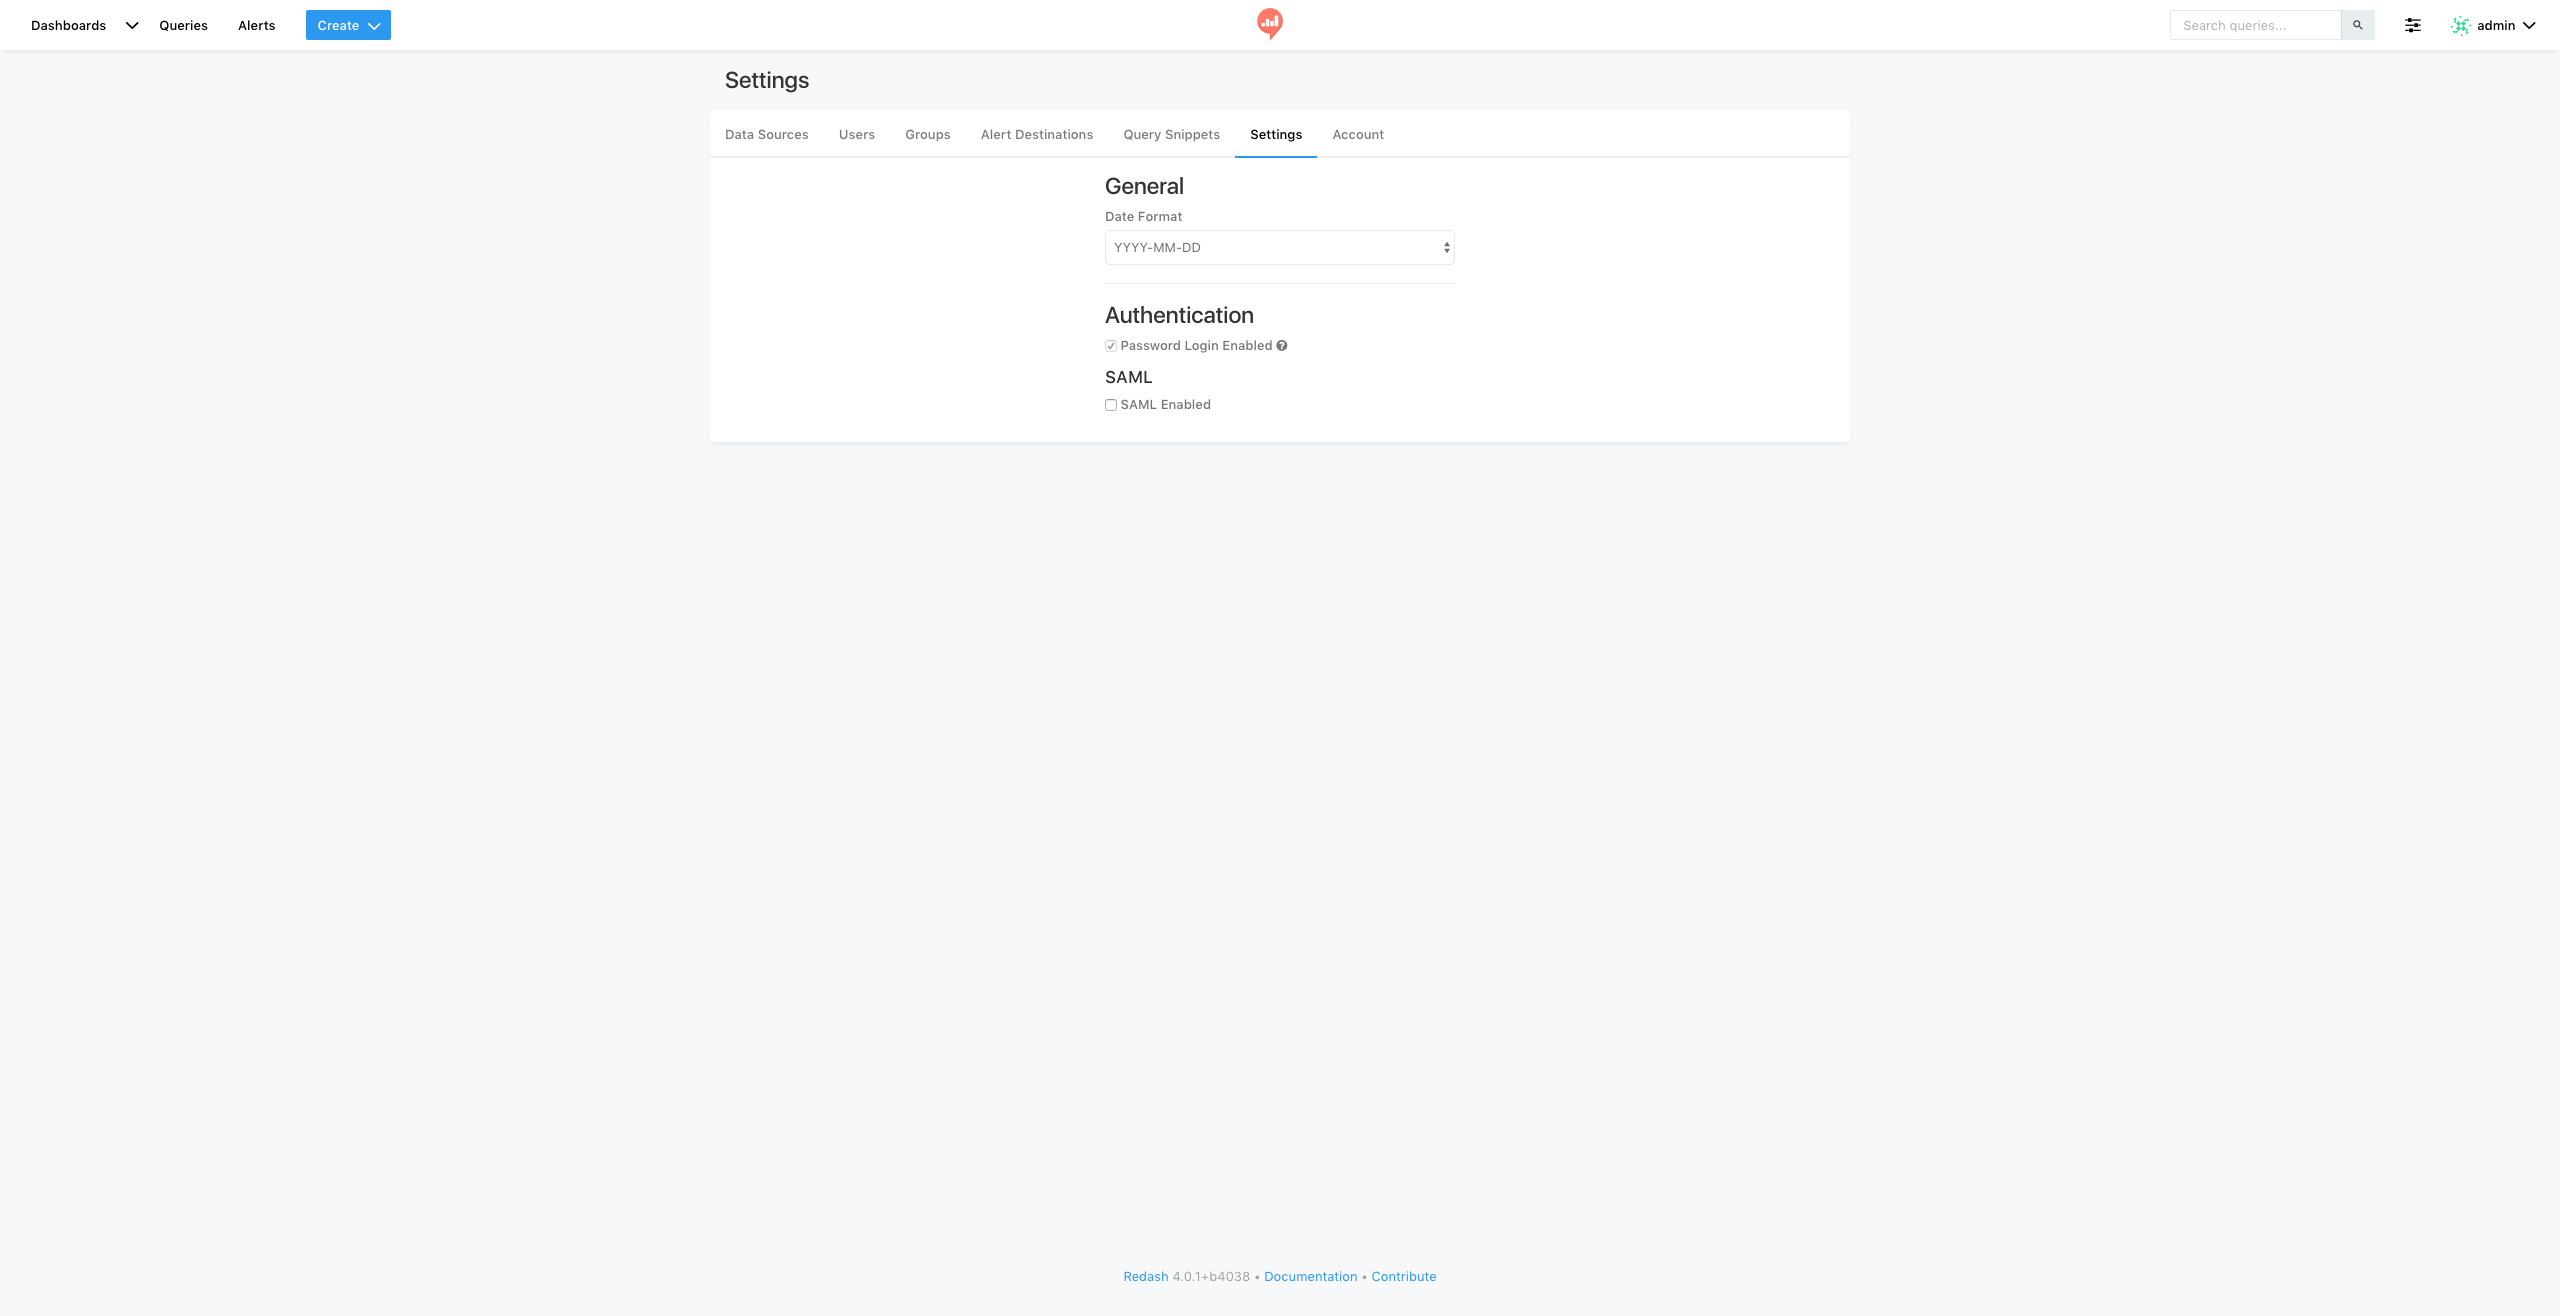 Dashboards Queries Alerts Create Search queries... admin
Settings
Data Sources Users Groups Alert Destinations Query Snippets Settings Account
General
Date Format
YYYY-MM-DD
Authentication
Password Login Enabled
SAML
SAML Enabled
Redash 4.0.1+b4038 • Documentation • Contribute